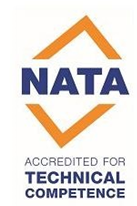 NATA
ACCREDITED FOR
TECHNICAL
COMPETENCE